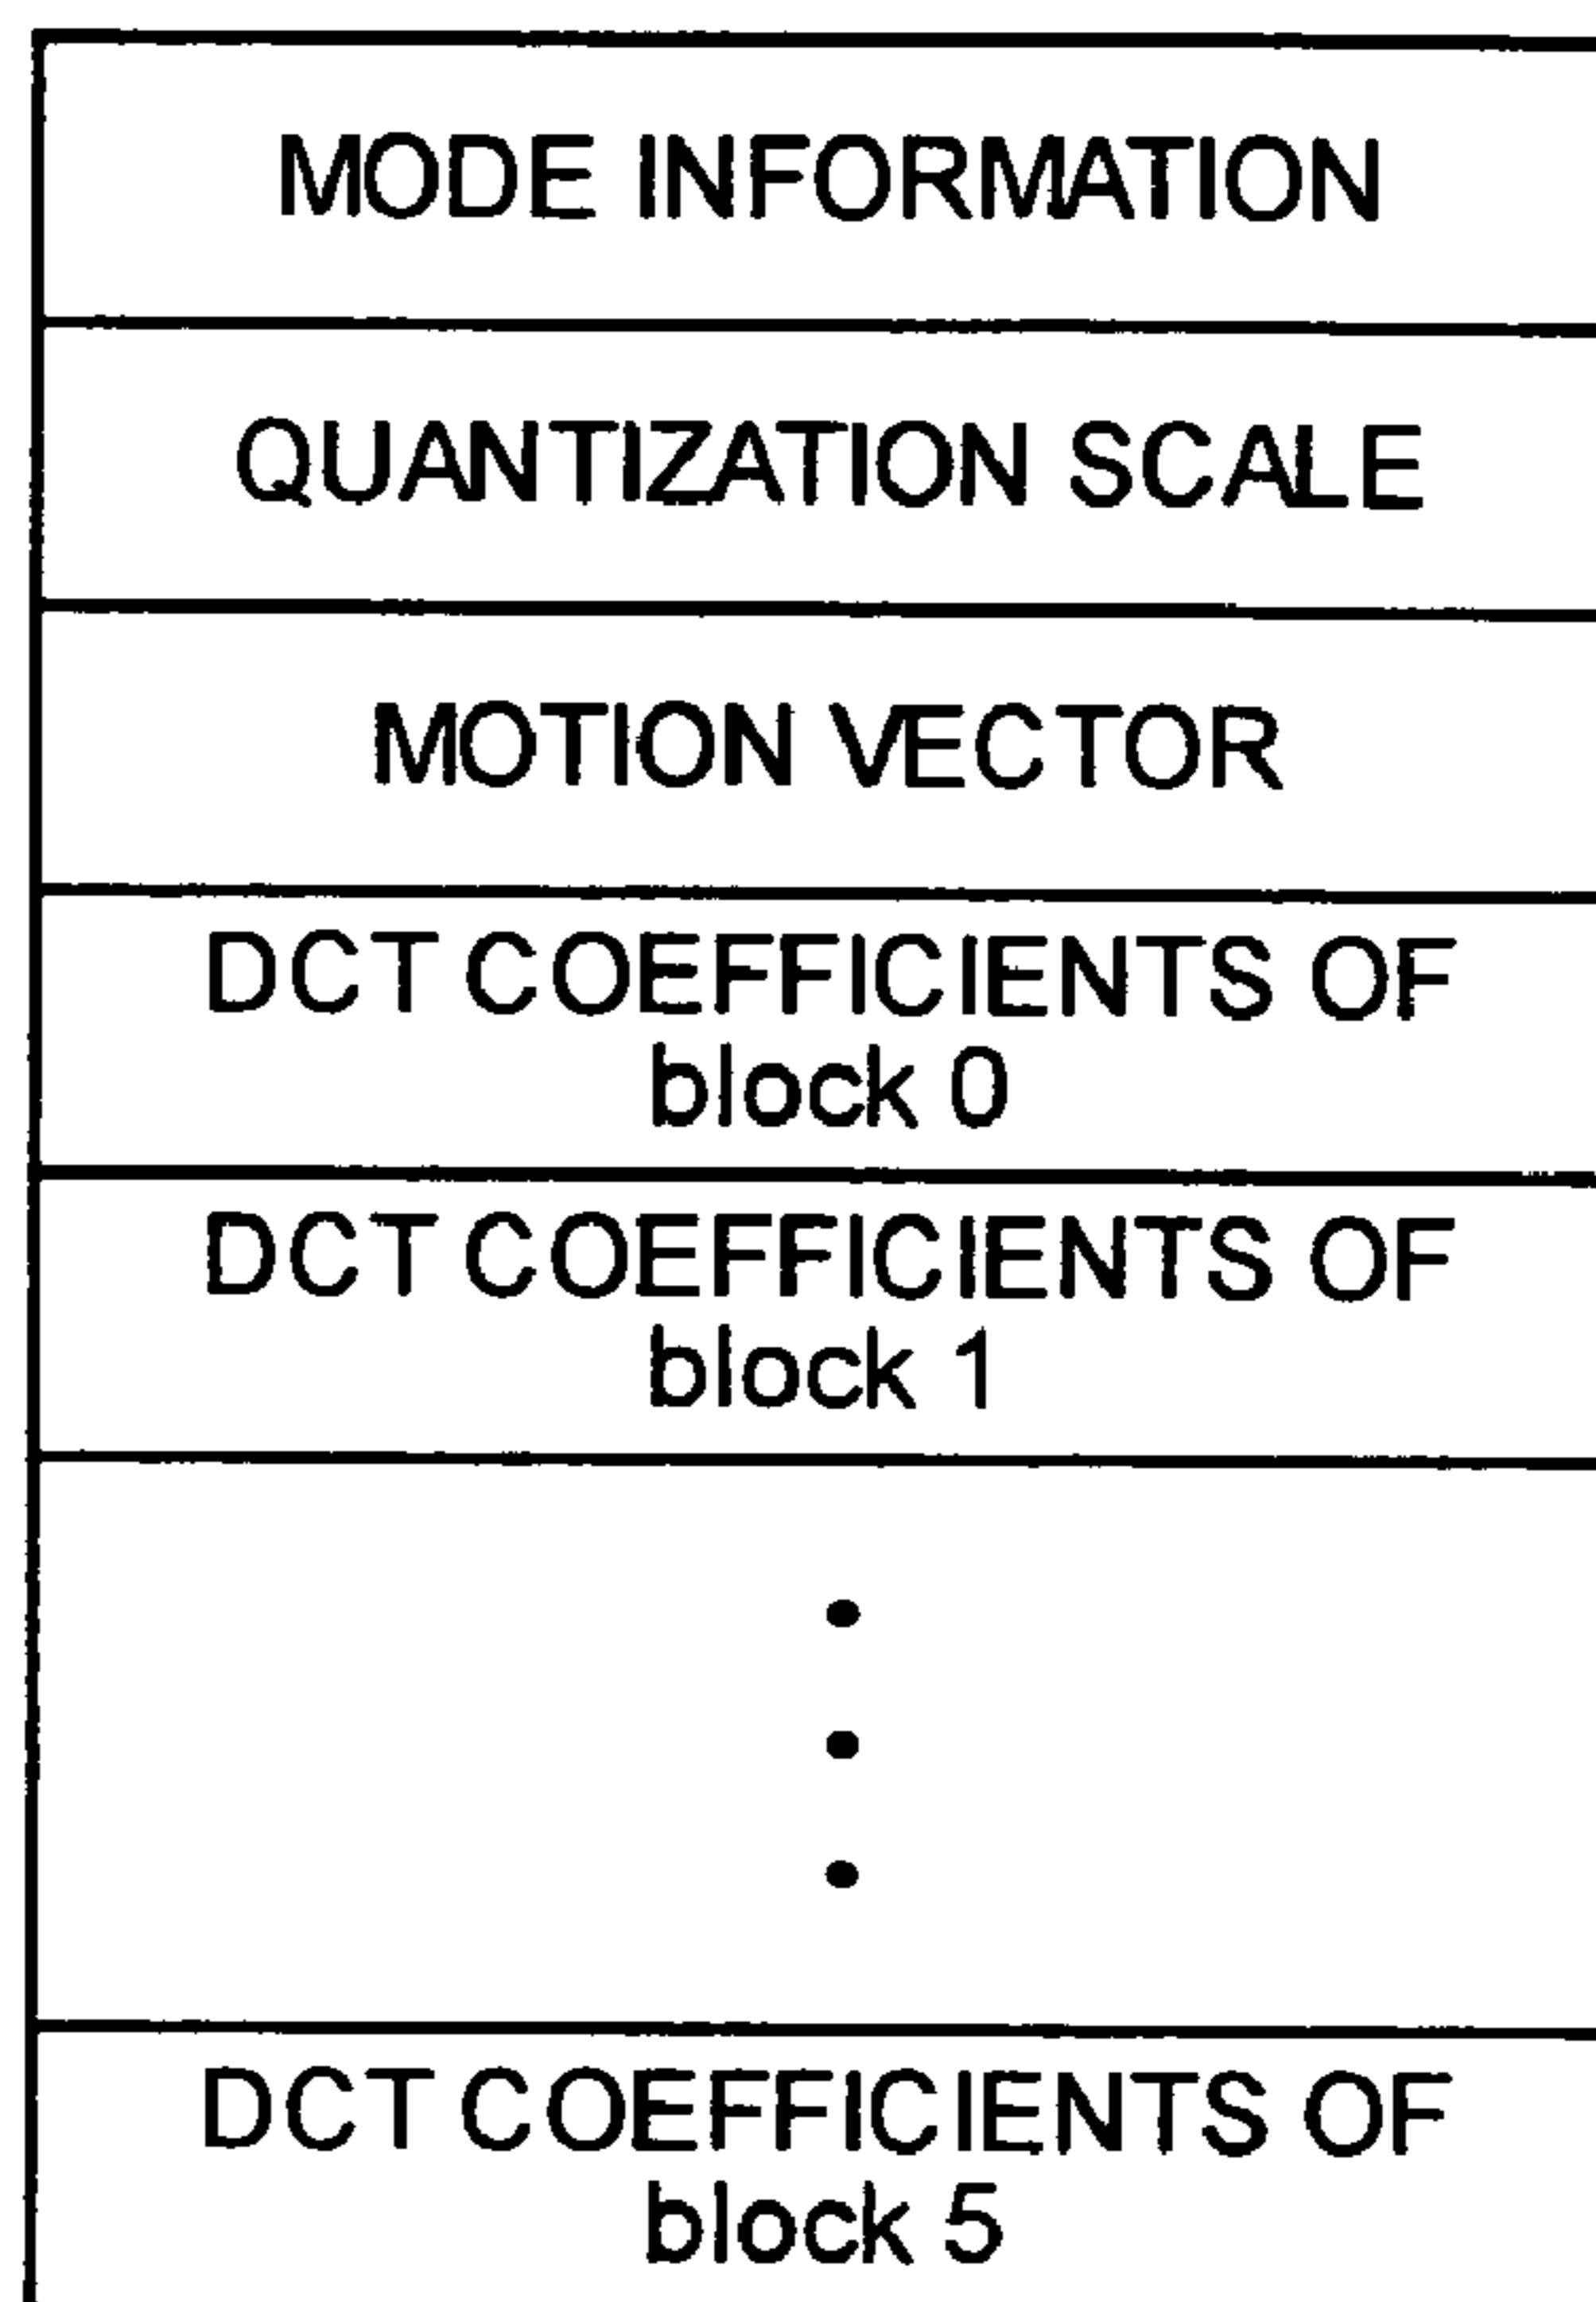 MODE INFORMATION
QUANTIZATION SCALE
MOTION VECTOR
DCT COEFFICIENTS OF
block 0
DCT COEFFICIENTS OF
block 1
DCT COEFFICIENTS OF
block 5